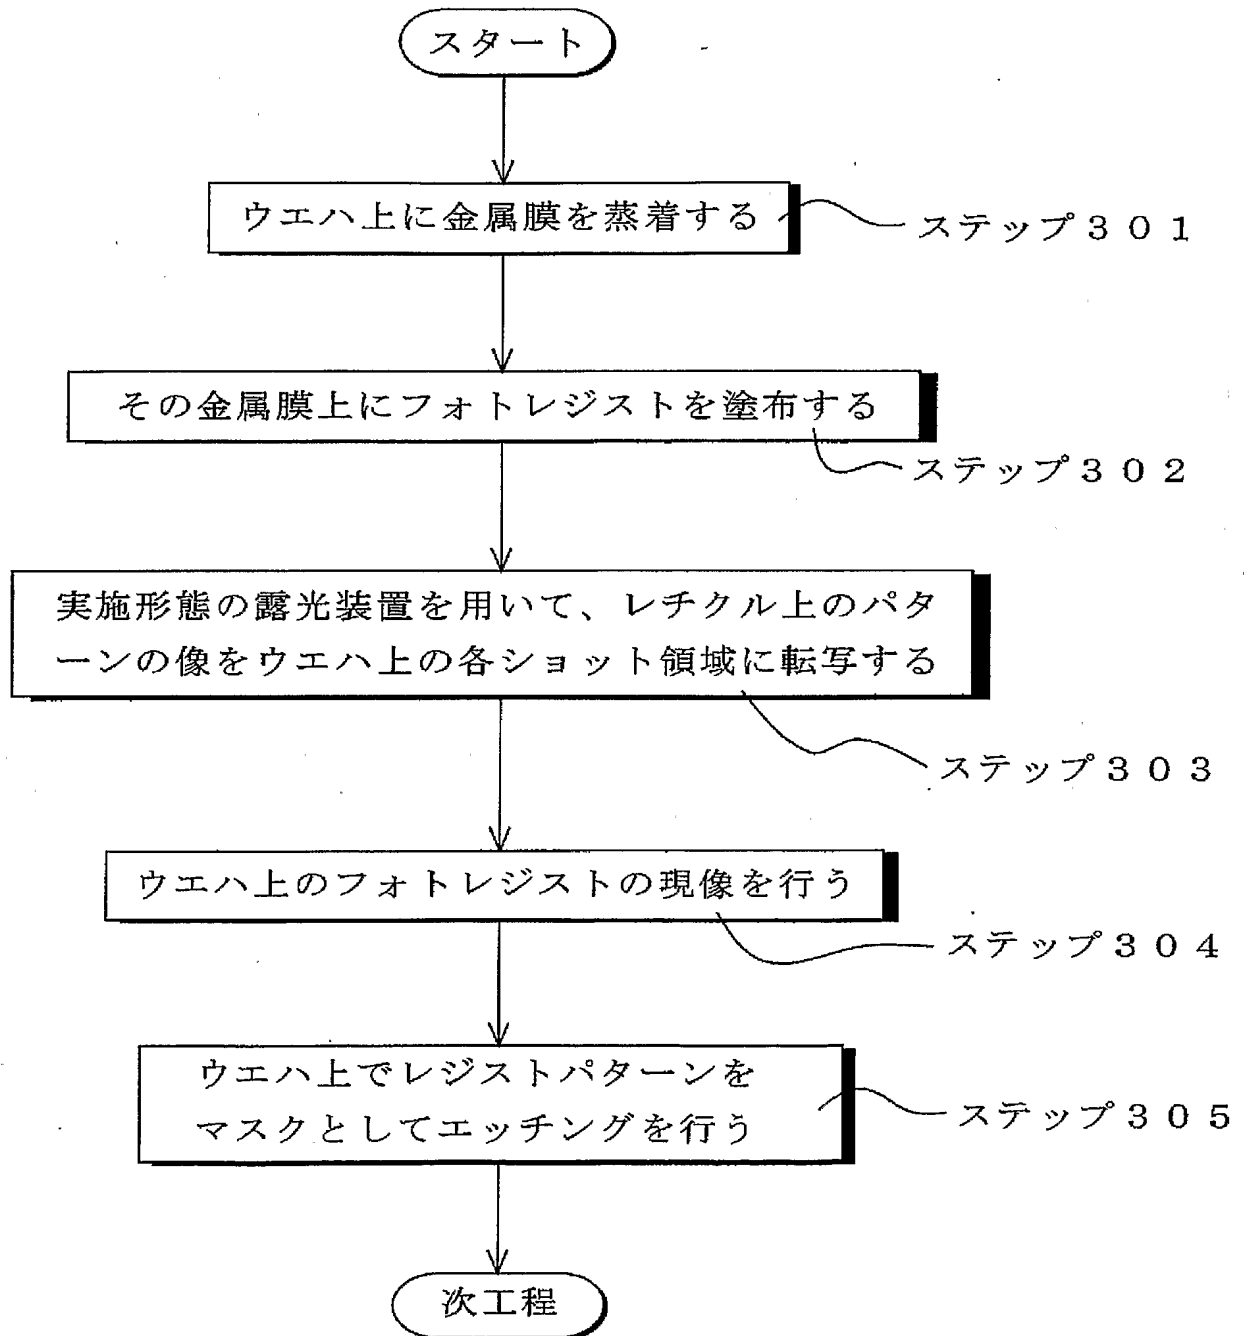 スタート
ウエハ上に金属膜を蒸着する
ステップ３０１
その金属膜上にフォトレジストを塗布する
ステップ３０２
実施形態の露光装置を用いて、レチクル上のパタ
ーンの像をウエハ上の各ショット領域に転写する
ステップ３０３
ウエハ上のフォトレジストの現像を行う
ステップ３０４
ウエハ上でレジストパターンを
マスクとしてエッチングを行う
ステップ３０５
次工程